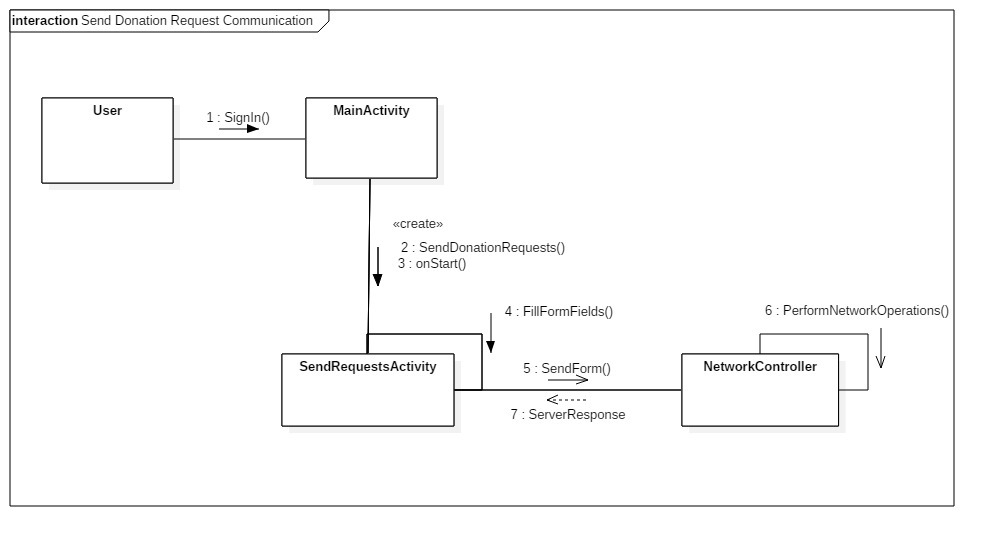 interaction Send Donation Request Communication
User
1 : SignIn()
MainActivity
«create»
2 : SendDonationRequests()
3 : onStart()
4 : FillFormFields()
6 : PerformNetworkOperations()
SendRequestsActivity
5 : SendForm()
NetworkController
7 : ServerResponse